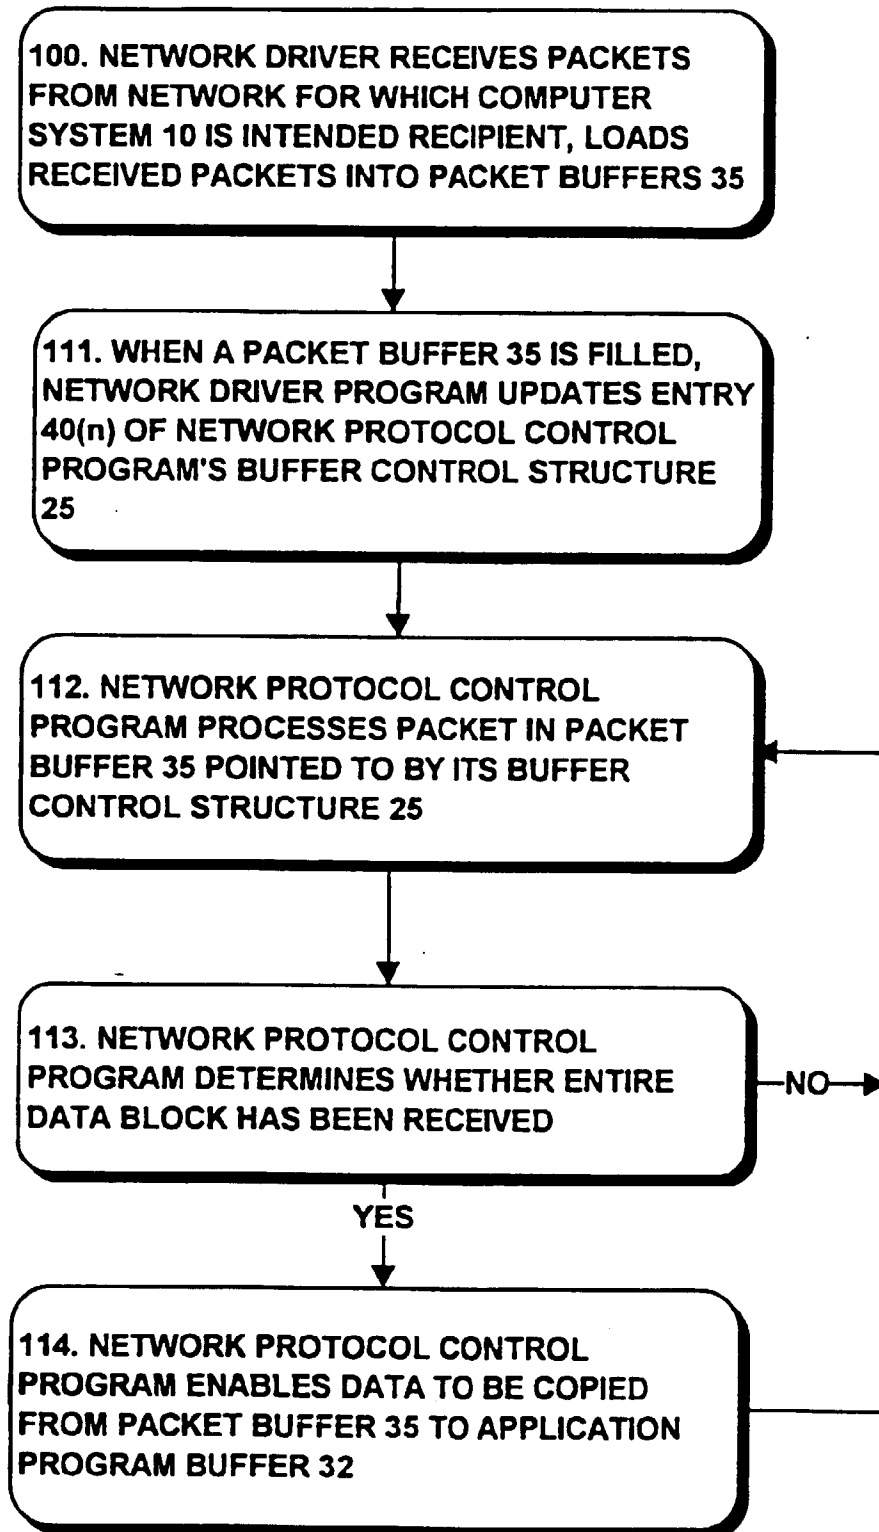 100. NETWORK DRIVER RECEIVES PACKETS
FROM NETWORK FOR WHICH COMPUTER
SYSTEM 10 IS INTENDED RECIPIENT, LOADS
RECEIVED PACKETS INTO PACKET BUFFERS 35
111. WHEN A PACKET BUFFER 35 IS FILLED,
NETWORK DRIVER PROGRAM UPDATES ENTRY
40(n) OF NETWORK PROTOCOL CONTROL
PROGRAM'S BUFFER CONTROL STRUCTURE
25
112. NETWORK PROTOCOL CONTROL
PROGRAM PROCESSES PACKET IN PACKET
BUFFER 35 POINTED TO BY ITS BUFFER
CONTROL STRUCTURE 25
113. NETWORK PROTOCOL CONTROL
PROGRAM DETERMINES WHETHER ENTIRE
DATA BLOCK HAS BEEN RECEIVED
NO
YES
114. NETWORK PROTOCOL CONTROL
PROGRAM ENABLES DATA TO BE COPIED
FROM PACKET BUFFER 35 TO APPLICATION
PROGRAM BUFFER 32